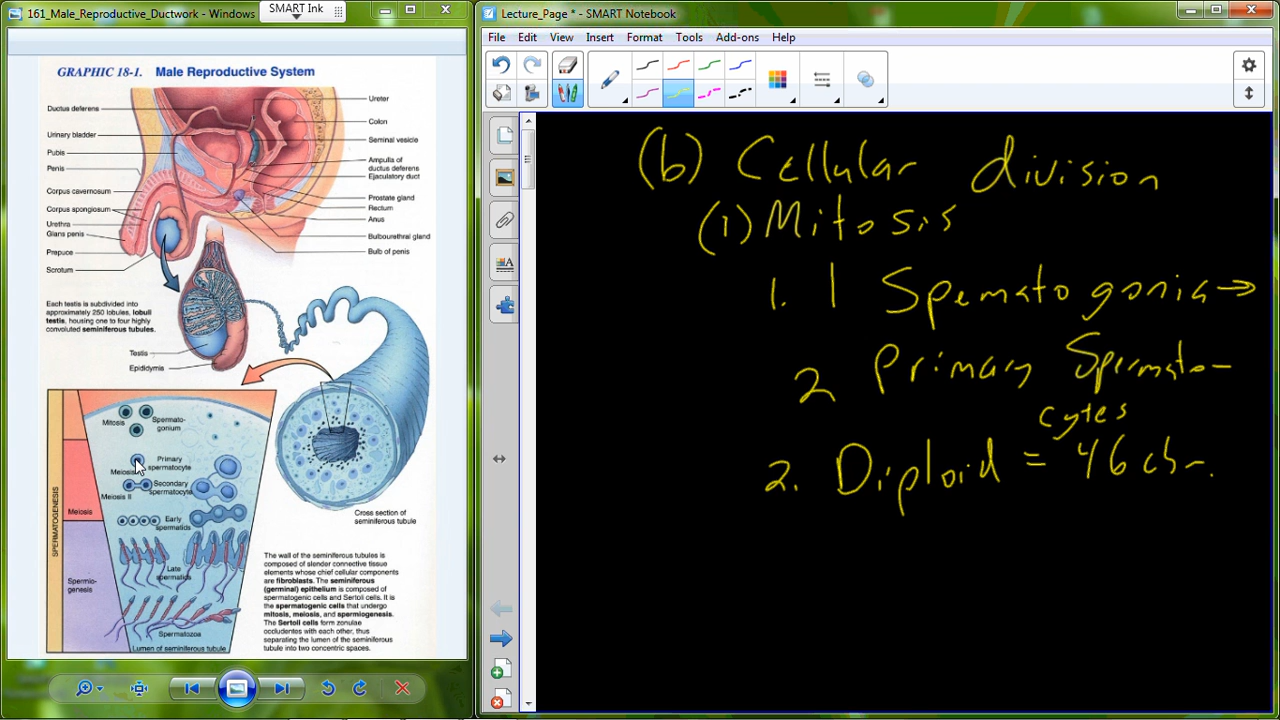 161_Male_Reproductive_Ductwork - Windows
SMART Ink
GRAPHIC 18-1. Male Reproductive System
Ductus deferens
Urinary bladder
Pubis
Penis
Corpus cavernosum
Corpus spongiosum
Urethra
Glans penis
Prepuce
Scrotum
Ureter
Colon
Seminal vesicle
Ampulla of
ductus deferens
Ejaculatory duct
Prostate gland
Rectum
Anus
Bulbourethral gland
Bulb of penis
Each testis is subdivided into
approximately 250 lobules, lobuli
testis, housing one to four highly
convoluted seminiferous tubules.
Testis
Epididymis
SPERMATOGENESIS
Mitosis
Spermato-
gonium
Primary
spermatocyte
Meiosis
Secondary
spermatocyte
Meiosis II
Meiosis
Early
spermatids
Late
spermatids
Spermio-
genesis
Spermatozoa
Lumen of seminiferous tubule
Cross section of
seminiferous tubule
The wall of the seminiferous tubules is
composed of slender connective tissue
elements whose chief cellular components
are fibroblasts. The seminiferous
(germinal) epithelium is composed of
spermatogenic cells and Sertoli cells. It is
the spermatogenic cells that undergo
mitosis, meiosis, and spermiogenesis.
The Sertoli cells form zonulae
occludentes with each other, thus
separating the lumen of the seminiferous
tubule into two concentric spaces.
Lecture_Page * - SMART Notebook
File Edit View Insert Format Tools Add-ons Help
(b) Cellular division
(1) Mitosis
1. 1 Spematogonia →
2 Primary Spermato-
cytes
2. Diploid = 46 chr.